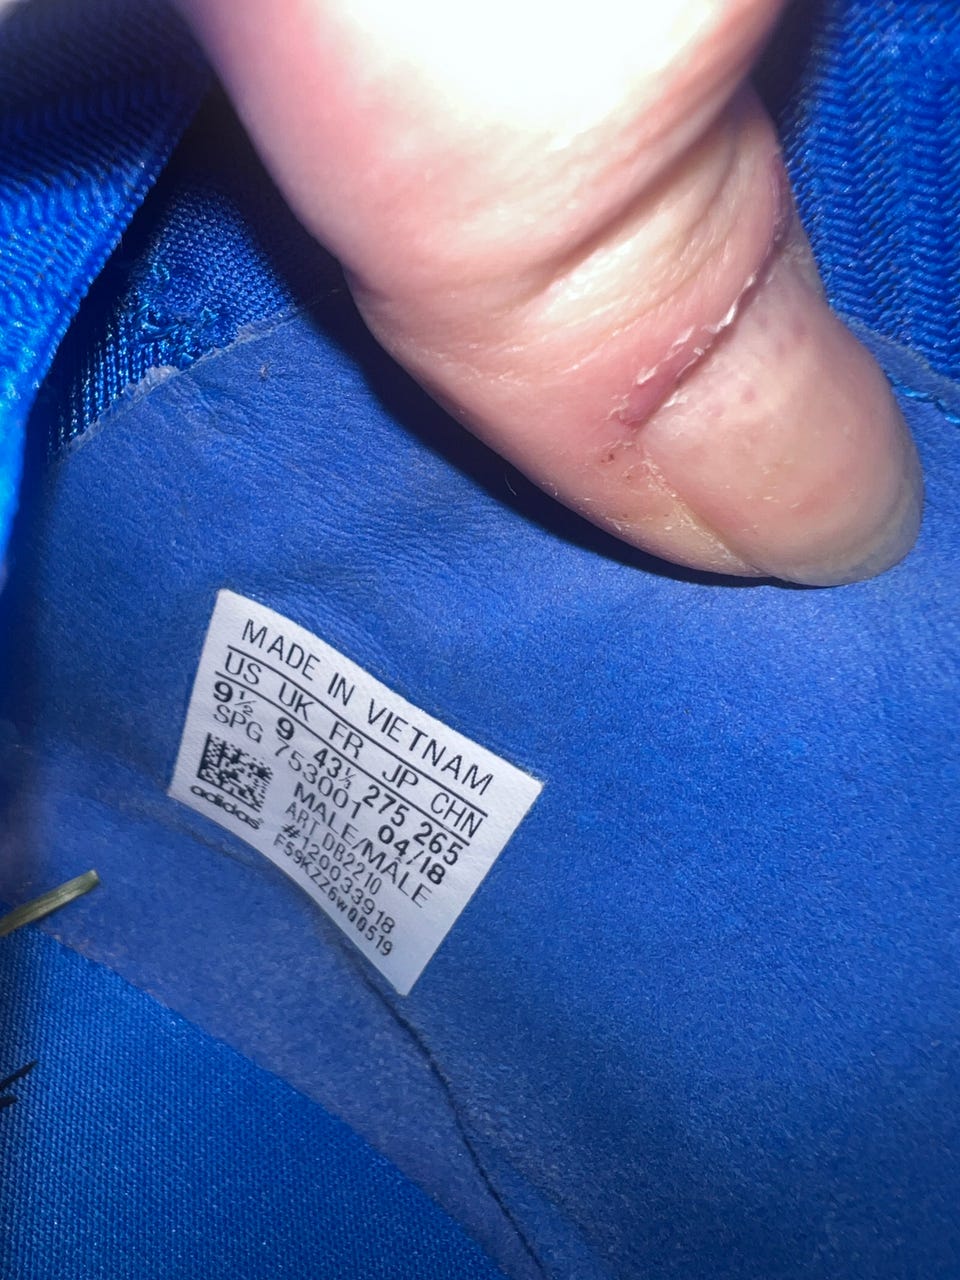 MADE IN VIETNAM
US UK FR JP CHN
9½ 9 43⅓ 275 265
SPG 753001 04/18
MALE/MÂLE
ART DB2210
#120033918
F59KZZ6W00519
adidas